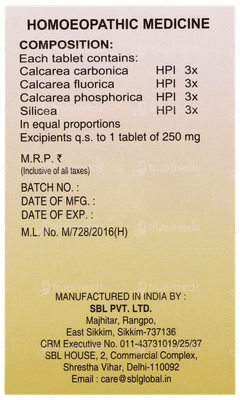 HOMOEOPATHIC MEDICINE
COMPOSITION:
Each tablet contains:
Calcarea carbonica HPI 3x
Calcarea fluorica HPI 3x
Calcarea phosphorica HPI 3x
Silicea HPI 3x
In equal proportions
Excipients q.s. to 1 tablet of 250 mg
M.R.P. ₹
(Inclusive of all taxes)
BATCH NO. :
DATE OF MFG. :
DATE OF EXP. :
M.L. No. M/728/2016(H)
MANUFACTURED IN INDIA BY :
SBL PVT. LTD.
Majhitar, Rangpo,
East Sikkim, Sikkim-737136
CRM Executive No. 011-43731019/25/37
SBL HOUSE, 2, Commercial Complex,
Shrestha Vihar, Delhi-110092
Email : care@sblglobal.in